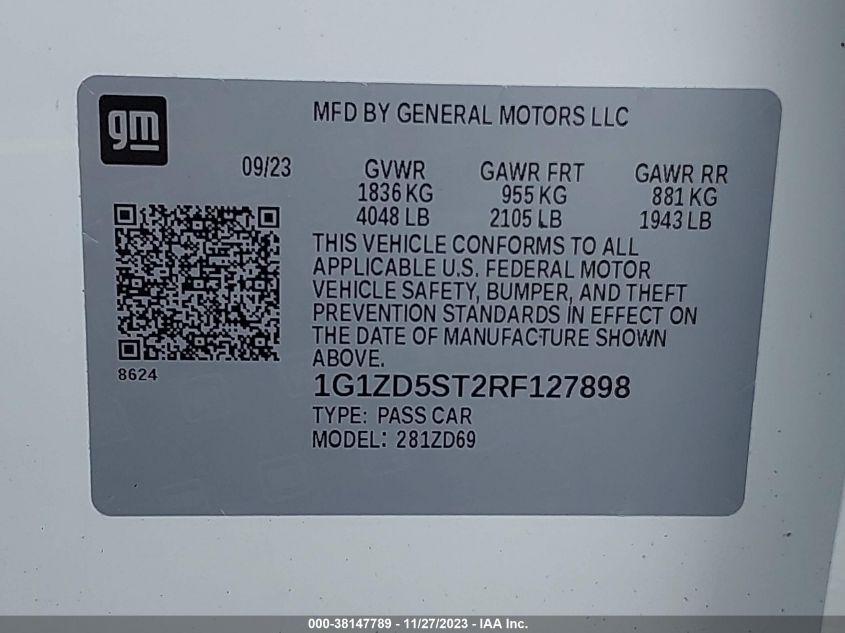 gm
MFD BY GENERAL MOTORS LLC
09/23 GVWR GAWR FRT GAWR RR
1836 KG 955 KG 881 KG
4048 LB 2105 LB 1943 LB
THIS VEHICLE CONFORMS TO ALL
APPLICABLE U.S. FEDERAL MOTOR
VEHICLE SAFETY, BUMPER, AND THEFT
PREVENTION STANDARDS IN EFFECT ON
THE DATE OF MANUFACTURE SHOWN
ABOVE.
8624
1G1ZD5ST2RF127898
TYPE: PASS CAR
MODEL: 281ZD69
000-38147789 - 11/27/2023 - IAA Inc.